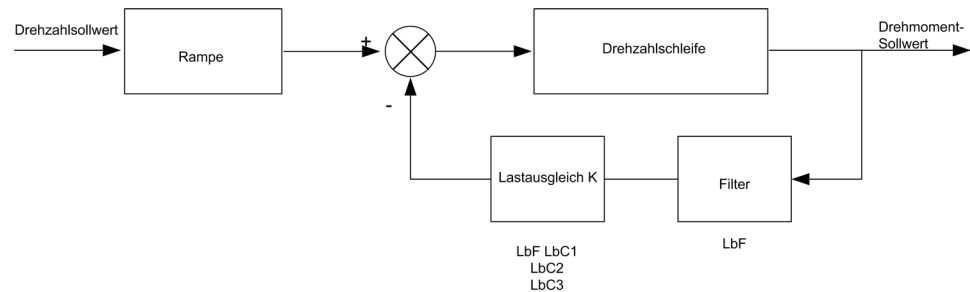 Drehzahlsollwert
Rampe
+
-
Drehzahlschleife
Drehmoment-
Sollwert
Lastausgleich K
Filter
LbF LbC1
LbC2
LbC3
LbF